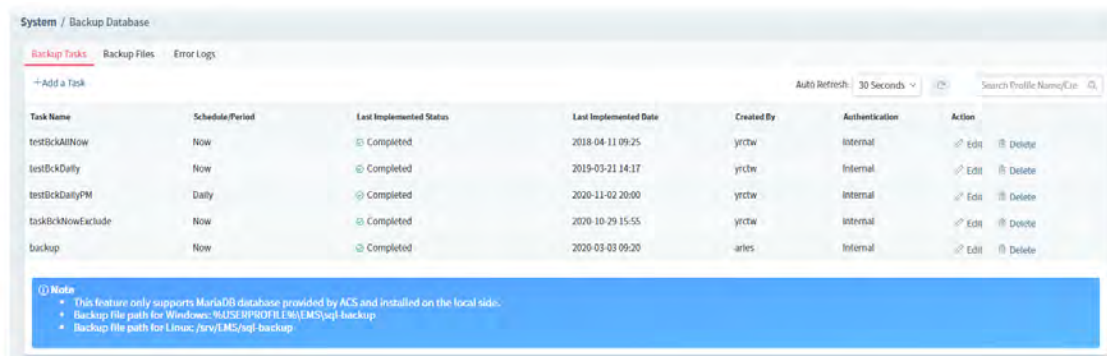 System / Backup Database
Backup Tasks Backup Files Error Logs
+Add a Task Auto Refresh: 30 Seconds Search Profile Name/Cre
Task Name Schedule/Period Last Implemented Status Last Implemented Date Created By Authentication Action
testBckAllNow Now Completed 2018-04-11 09:25 yrctw Internal Edit Delete
testBckDaily Now Completed 2019-03-21 14:17 yrctw Internal Edit Delete
testBckDailyPM Daily Completed 2020-11-02 20:00 yrctw Internal Edit Delete
taskBckNowExclude Now Completed 2020-10-29 15:55 yrctw Internal Edit Delete
backup Now Completed 2020-03-03 09:20 aries Internal Edit Delete
Note
• This feature only supports MariaDB database provided by ACS and installed on the local side.
• Backup file path for Windows: %USERPROFILE%\EMS\sql-backup
• Backup file path for Linux: /srv/EMS/sql-backup